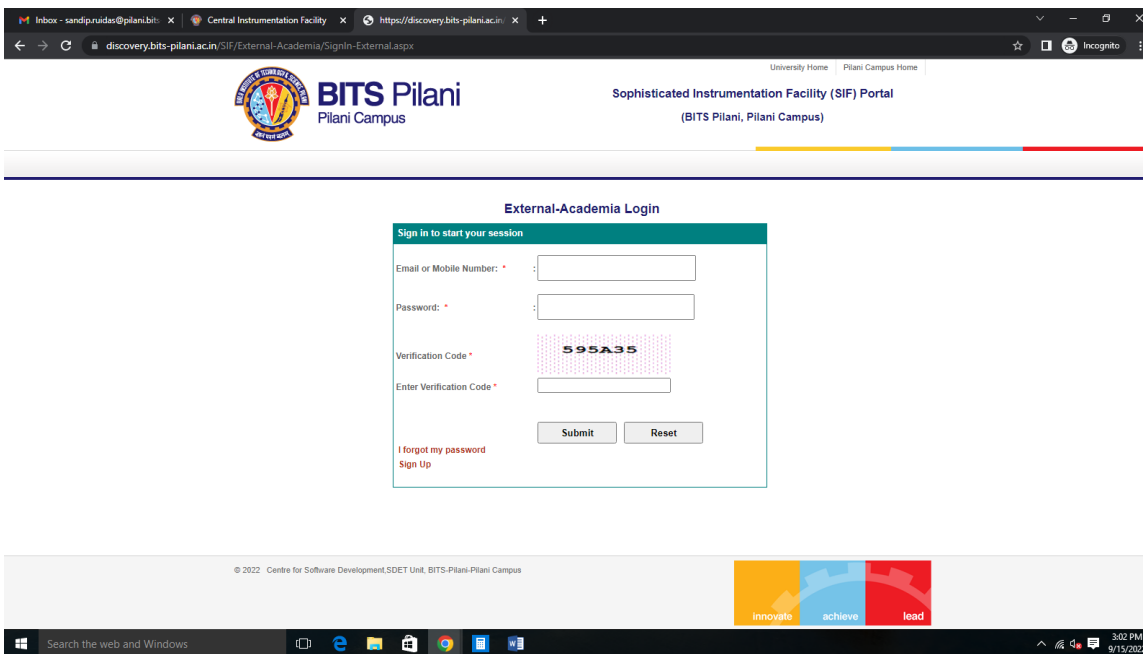 Inbox - sandip.ruidas@pilani.bits
Central Instrumentation Facility
https://discovery.bits-pilani.ac.in/
discovery.bits-pilani.ac.in/SIF/External-Academia/SignIn-External.aspx
Incognito
University Home
Pilani Campus Home
BITS Pilani
Pilani Campus
Sophisticated Instrumentation Facility (SIF) Portal
(BITS Pilani, Pilani Campus)
External-Academia Login
Sign in to start your session
Email or Mobile Number: * :
Password: * :
Verification Code *
595A35
Enter Verification Code *
Submit
Reset
I forgot my password
Sign Up
© 2022 Centre for Software Development,SDET Unit, BITS-Pilani-Pilani Campus
innovate
achieve
lead
Search the web and Windows
3:02 PM
9/15/202